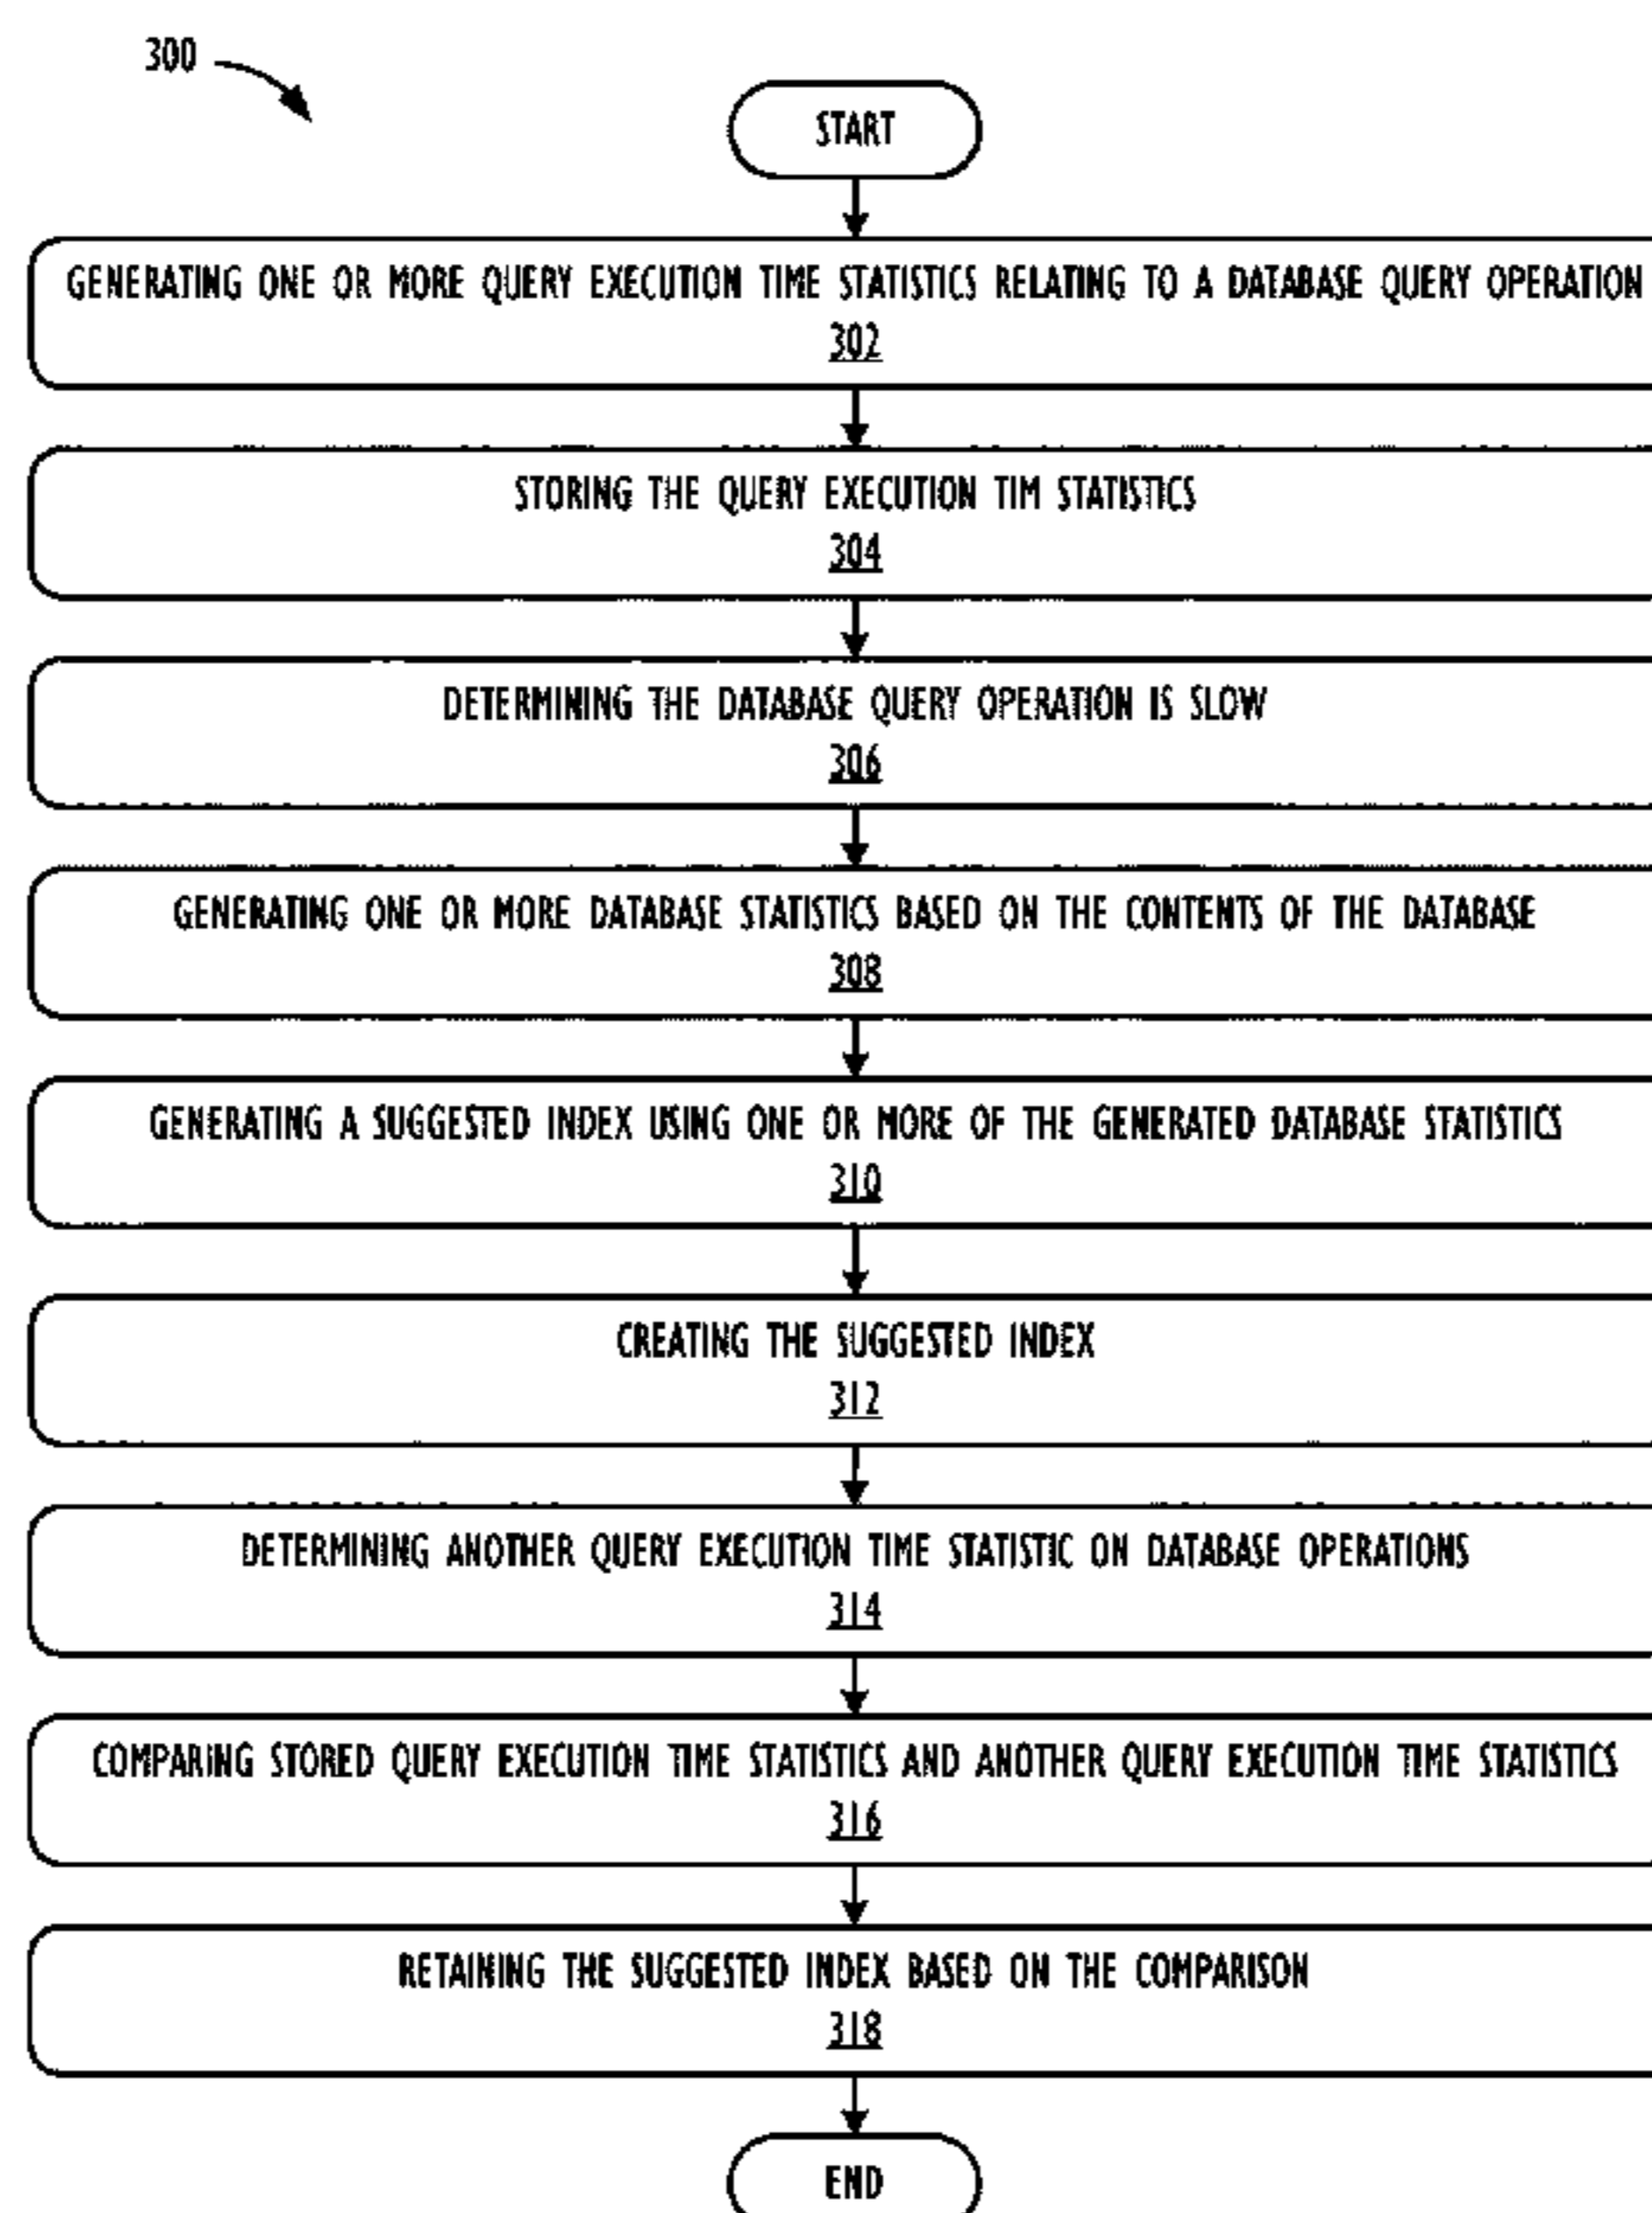 300
START
GENERATING ONE OR MORE QUERY EXECUTION TIME STATISTICS RELATING TO A DATABASE QUERY OPERATION
302
STORING THE QUERY EXECUTION TIM STATISTICS
304
DETERMINING THE DATABASE QUERY OPERATION IS SLOW
306
GENERATING ONE OR MORE DATABASE STATISTICS BASED ON THE CONTENTS OF THE DATABASE
308
GENERATING A SUGGESTED INDEX USING ONE OR MORE OF THE GENERATED DATABASE STATISTICS
310
CREATING THE SUGGESTED INDEX
312
DETERMINING ANOTHER QUERY EXECUTION TIME STATISTIC ON DATABASE OPERATIONS
314
COMPARING STORED QUERY EXECUTION TIME STATISTICS AND ANOTHER QUERY EXECUTION TIME STATISTICS
316
RETAINING THE SUGGESTED INDEX BASED ON THE COMPARISON
318
END